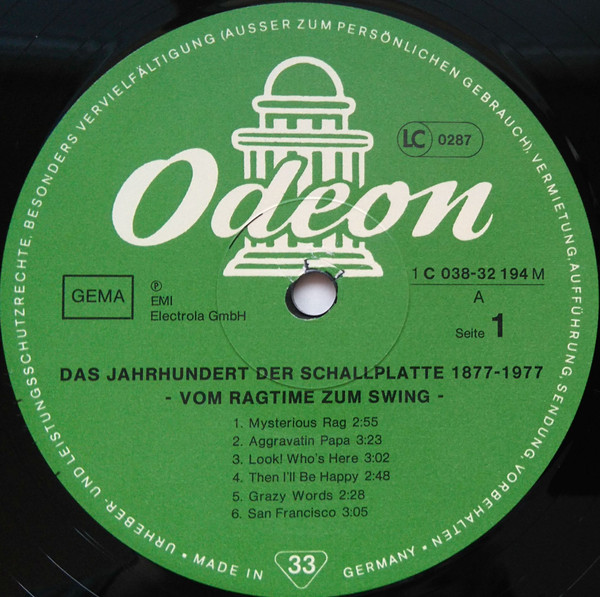 URHEBER- UND LEISTUNGSSCHUTZRECHTE, BESONDERS VERVIELFÄLTIGUNG (AUSSER ZUM PERSÖNLICHEN GEBRAUCH), VERMIETUNG, AUFFÜHRUNG, SENDUNG, VORBEHALTEN •
Odeon
LC 0287
GEMA
℗
EMI
Electrola GmbH
1 C 038-32 194 M
A
Seite 1
DAS JAHRHUNDERT DER SCHALLPLATTE 1877-1977
- VOM RAGTIME ZUM SWING -
1. Mysterious Rag 2:55
2. Aggravatin Papa 3:23
3. Look! Who's Here 3:02
4. Then I'll Be Happy 2:48
5. Grazy Words 2:28
6. San Francisco 3:05
• MADE IN 33 GERMANY •